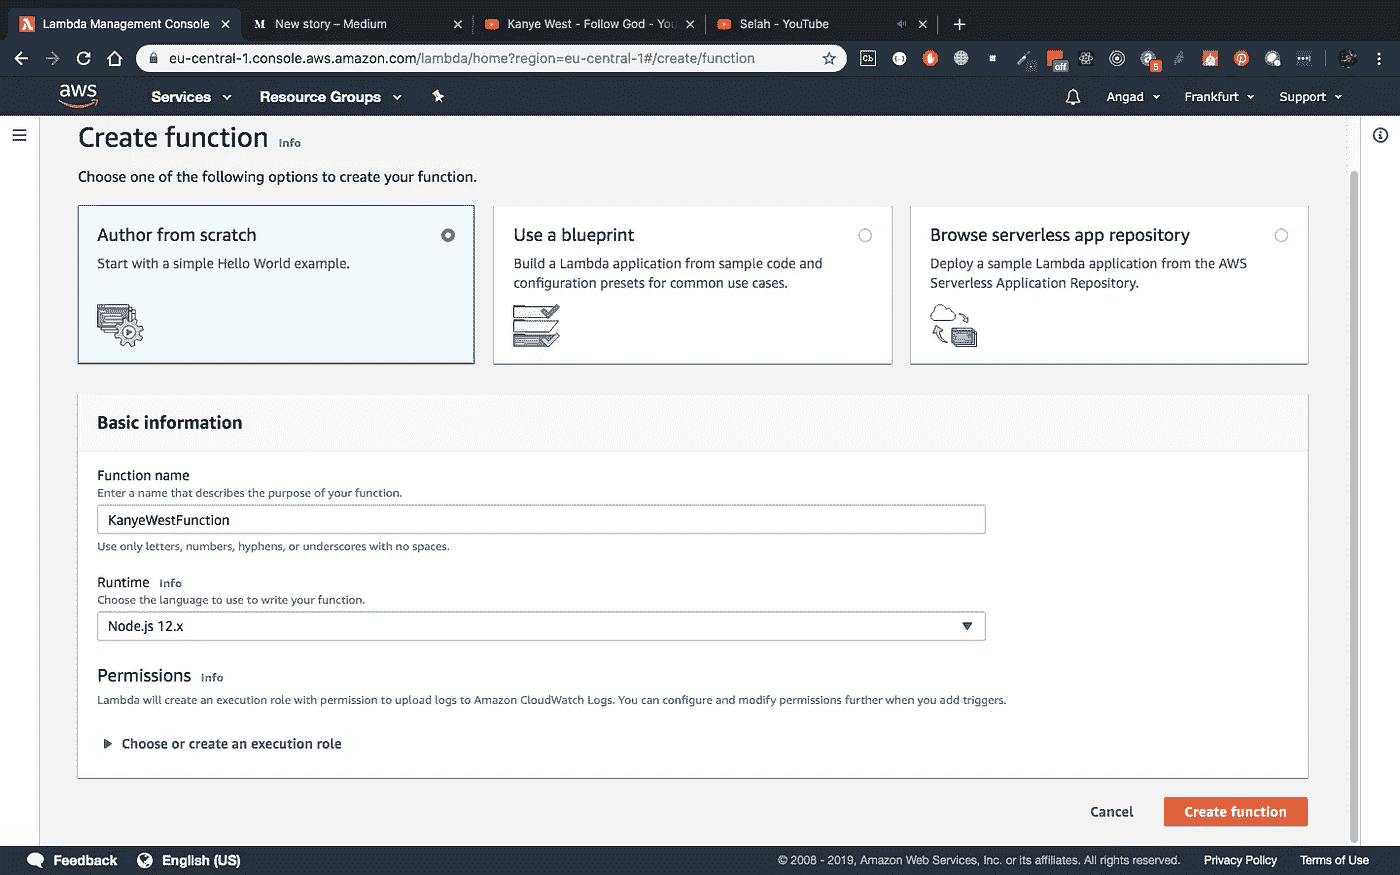 Lambda Management Console
New story – Medium
Kanye West - Follow God - You
Selah - YouTube
eu-central-1.console.aws.amazon.com/lambda/home?region=eu-central-1#/create/function
Cb
off
5
aws
Services
Resource Groups
Angad
Frankfurt
Support
Create function Info
Choose one of the following options to create your function.
Author from scratch
Start with a simple Hello World example.
Use a blueprint
Build a Lambda application from sample code and
configuration presets for common use cases.
Browse serverless app repository
Deploy a sample Lambda application from the AWS
Serverless Application Repository.
Basic information
Function name
Enter a name that describes the purpose of your function.
KanyeWestFunction
Use only letters, numbers, hyphens, or underscores with no spaces.
Runtime Info
Choose the language to use to write your function.
Node.js 12.x
Permissions Info
Lambda will create an execution role with permission to upload logs to Amazon CloudWatch Logs. You can configure and modify permissions further when you add triggers.
Choose or create an execution role
Cancel
Create function
Feedback
English (US)
© 2008 - 2019, Amazon Web Services, Inc. or its affiliates. All rights reserved.
Privacy Policy
Terms of Use